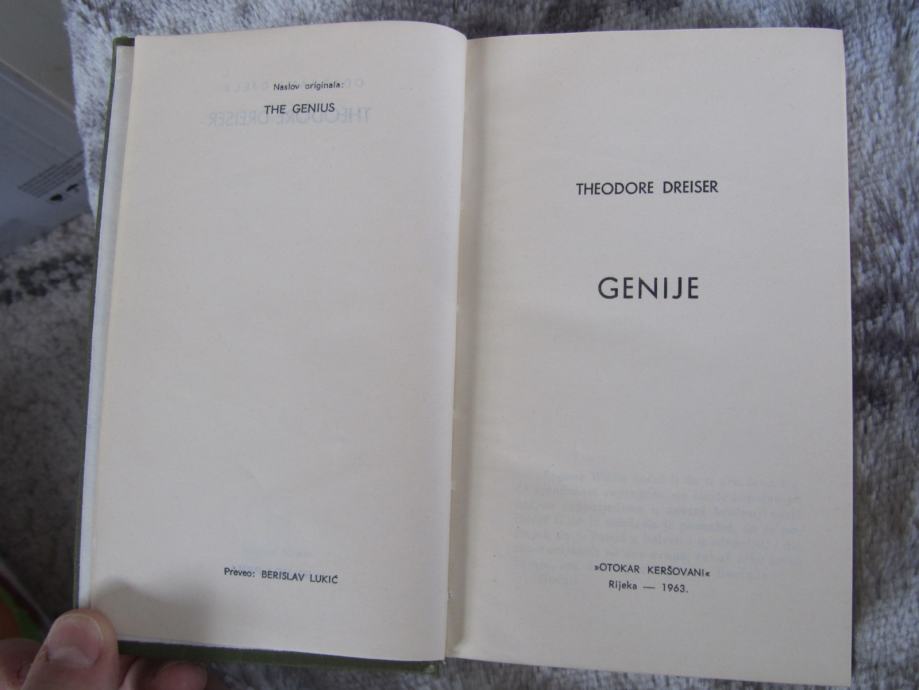 Naslov originala:
THE GENIUS
Preveo: BERISLAV LUKIĆ
THEODORE DREISER
GENIJE
»OTOKAR KERŠOVANI«
Rijeka — 1963.